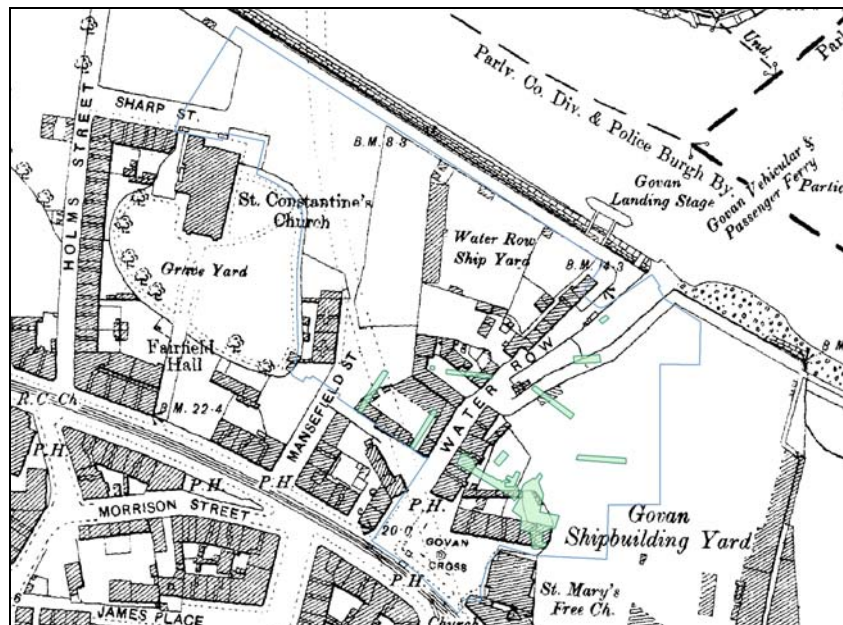 Und.
Parly. Co. Div. & Police Burgh By.
Parl
SHARP ST.
HOLMS STREET
B.M. 8·3
St. Constantine's
Church
Grave Yard
Govan
Landing Stage
Govan Vehicular &
Passenger Ferry
Partic
Water Row
Ship Yard
B.M. 14·3
Fairfield
Hall
B.M. 22·4
R.C. Ch
MANSEFIELD ST.
WATER ROW
B.M
P.H.
P.H.
P.H.
P.H.
MORRISON STREET
20·0
GOVAN
CROSS
P.H
Govan
Shipbuilding Yard
St. Mary's
Free Ch.
JAMES PLACE
Church